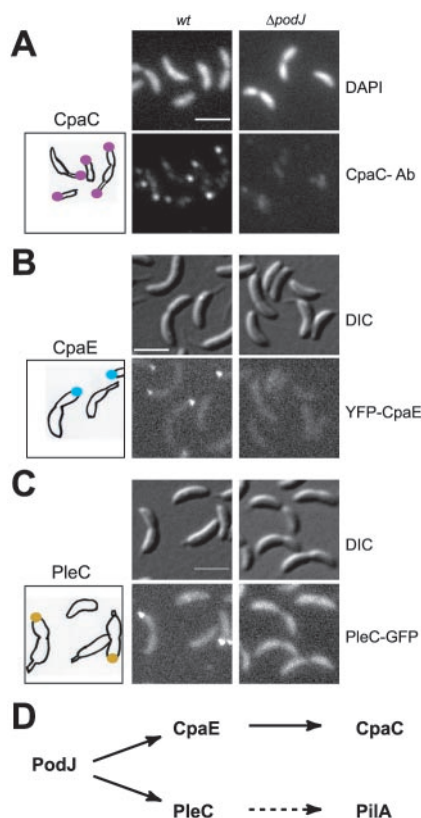 wt ΔpodJ
A
DAPI
CpaC
CpaC- Ab
B
DIC
CpaE
YFP-CpaE
C
DIC
PleC
PleC-GFP
D
CpaE CpaC
PodJ
PleC PilA